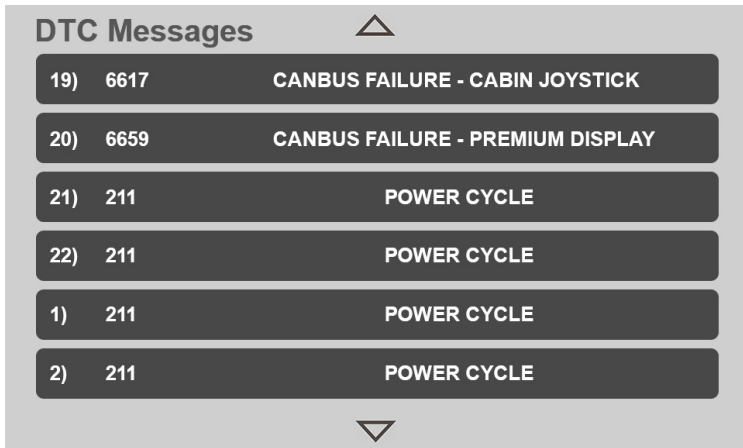 DTC Messages
19) 6617 CANBUS FAILURE - CABIN JOYSTICK
20) 6659 CANBUS FAILURE - PREMIUM DISPLAY
21) 211 POWER CYCLE
22) 211 POWER CYCLE
1) 211 POWER CYCLE
2) 211 POWER CYCLE